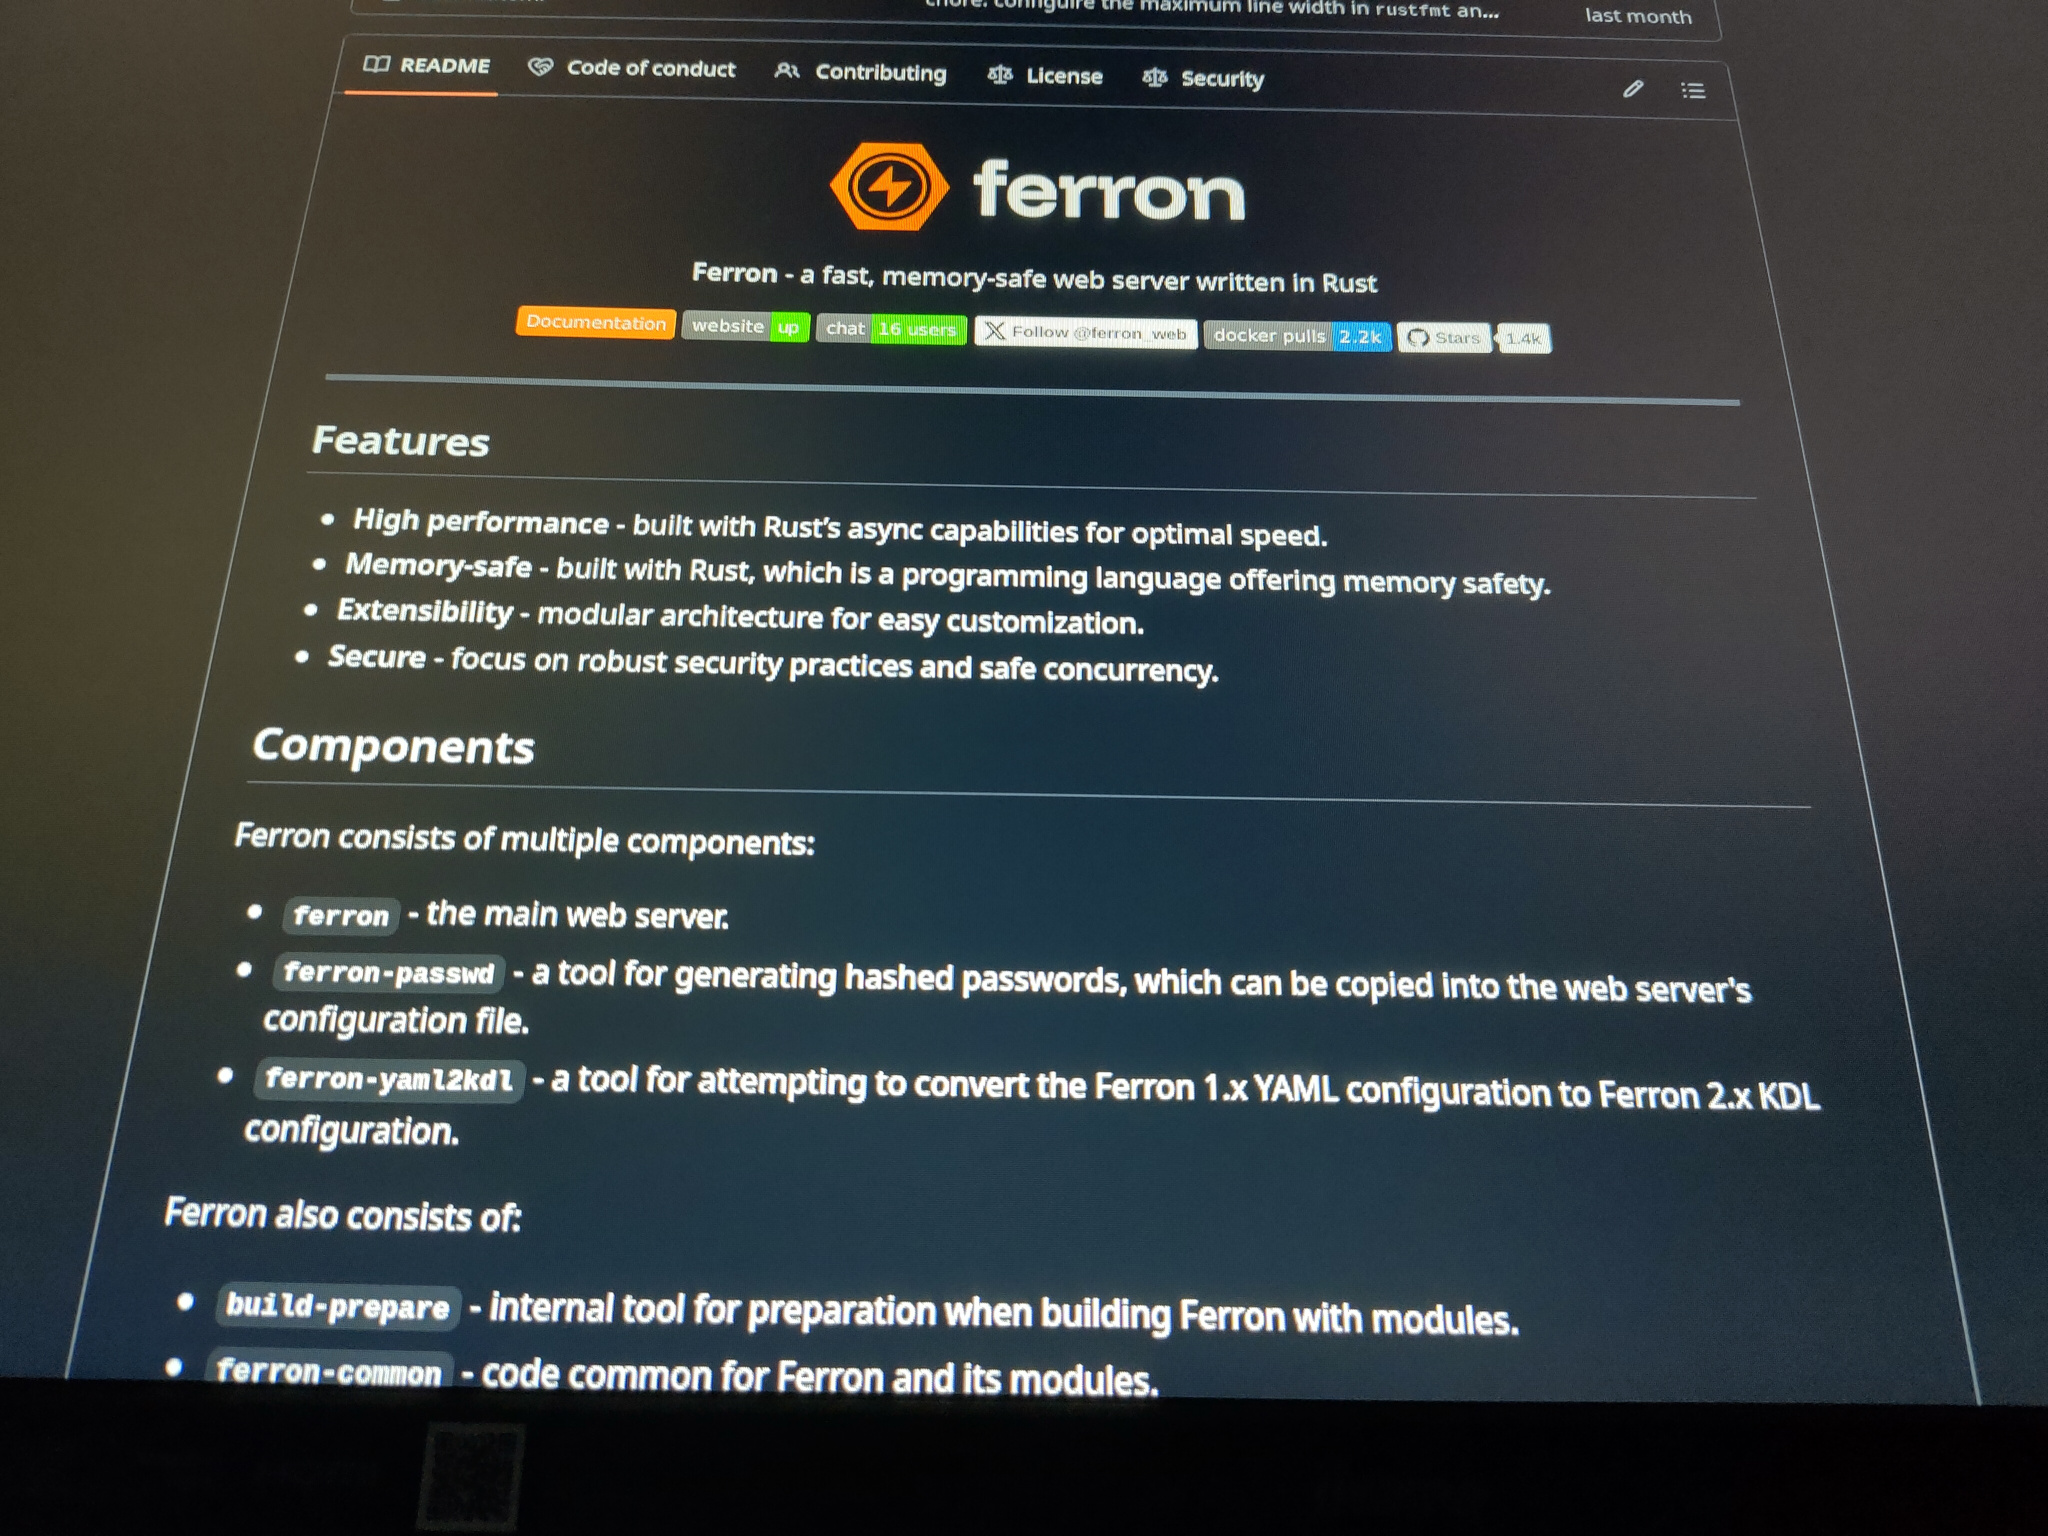 chore: configure the maximum line width in rustfmt an... last month
README Code of conduct Contributing License Security
ferron
Ferron - a fast, memory-safe web server written in Rust
Documentation website up chat 16 users Follow @ferron_web docker pulls 2.2k Stars 1.4k
Features
• High performance - built with Rust's async capabilities for optimal speed.
• Memory-safe - built with Rust, which is a programming language offering memory safety.
• Extensibility - modular architecture for easy customization.
• Secure - focus on robust security practices and safe concurrency.
Components
Ferron consists of multiple components:
• ferron - the main web server.
• ferron-passwd - a tool for generating hashed passwords, which can be copied into the web server's
configuration file.
• ferron-yaml2kdl - a tool for attempting to convert the Ferron 1.x YAML configuration to Ferron 2.x KDL
configuration.
Ferron also consists of:
• build-prepare - internal tool for preparation when building Ferron with modules.
• ferron-common - code common for Ferron and its modules.